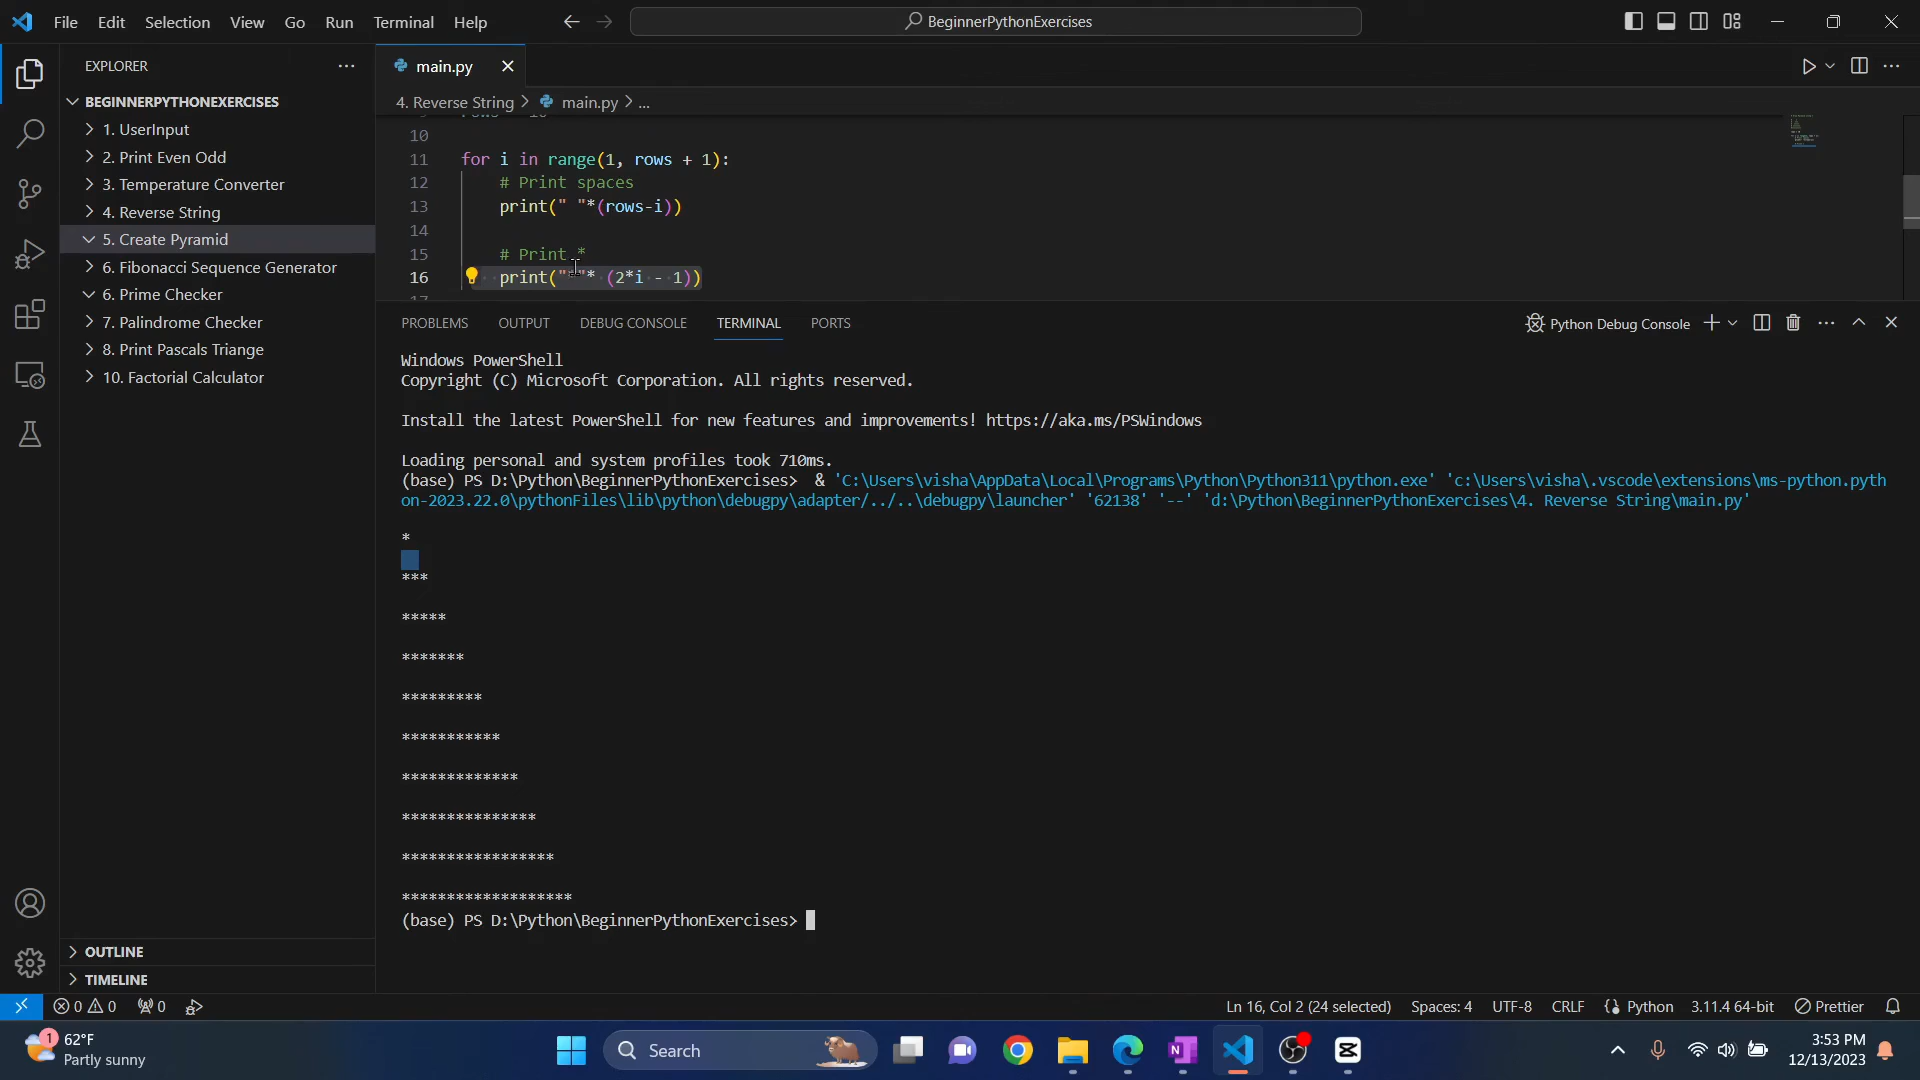 File Edit Selection View Go Run Terminal Help
BeginnerPythonExercises
EXPLORER
BEGINNERPYTHONEXERCISES
1. UserInput
2. Print Even Odd
3. Temperature Converter
4. Reverse String
5. Create Pyramid
6. Fibonacci Sequence Generator
6. Prime Checker
7. Palindrome Checker
8. Print Pascals Triange
10. Factorial Calculator
OUTLINE
TIMELINE
main.py
4. Reverse String > main.py > ...
10
11 for i in range(1, rows + 1):
12 # Print spaces
13 print(" "*(rows-i))
14
15 # Print *
16 print("*"* (2*i - 1))
PROBLEMS OUTPUT DEBUG CONSOLE TERMINAL PORTS
Python Debug Console
Windows PowerShell
Copyright (C) Microsoft Corporation. All rights reserved.
Install the latest PowerShell for new features and improvements! https://aka.ms/PSWindows
Loading personal and system profiles took 710ms.
(base) PS D:\Python\BeginnerPythonExercises> & 'C:\Users\visha\AppData\Local\Programs\Python\Python311\python.exe' 'c:\Users\visha\.vscode\extensions\ms-python.pyth
on-2023.22.0\pythonFiles\lib\python\debugpy\adapter/../..\debugpy\launcher' '62138' '--' 'd:\Python\BeginnerPythonExercises\4. Reverse String\main.py'
*
***
*****
*******
*********
***********
*************
***************
*****************
*******************
(base) PS D:\Python\BeginnerPythonExercises>
0 0 0
Ln 16, Col 2 (24 selected) Spaces: 4 UTF-8 CRLF Python 3.11.4 64-bit Prettier
1
62°F
Partly sunny
Search
N
3:53 PM
12/13/2023